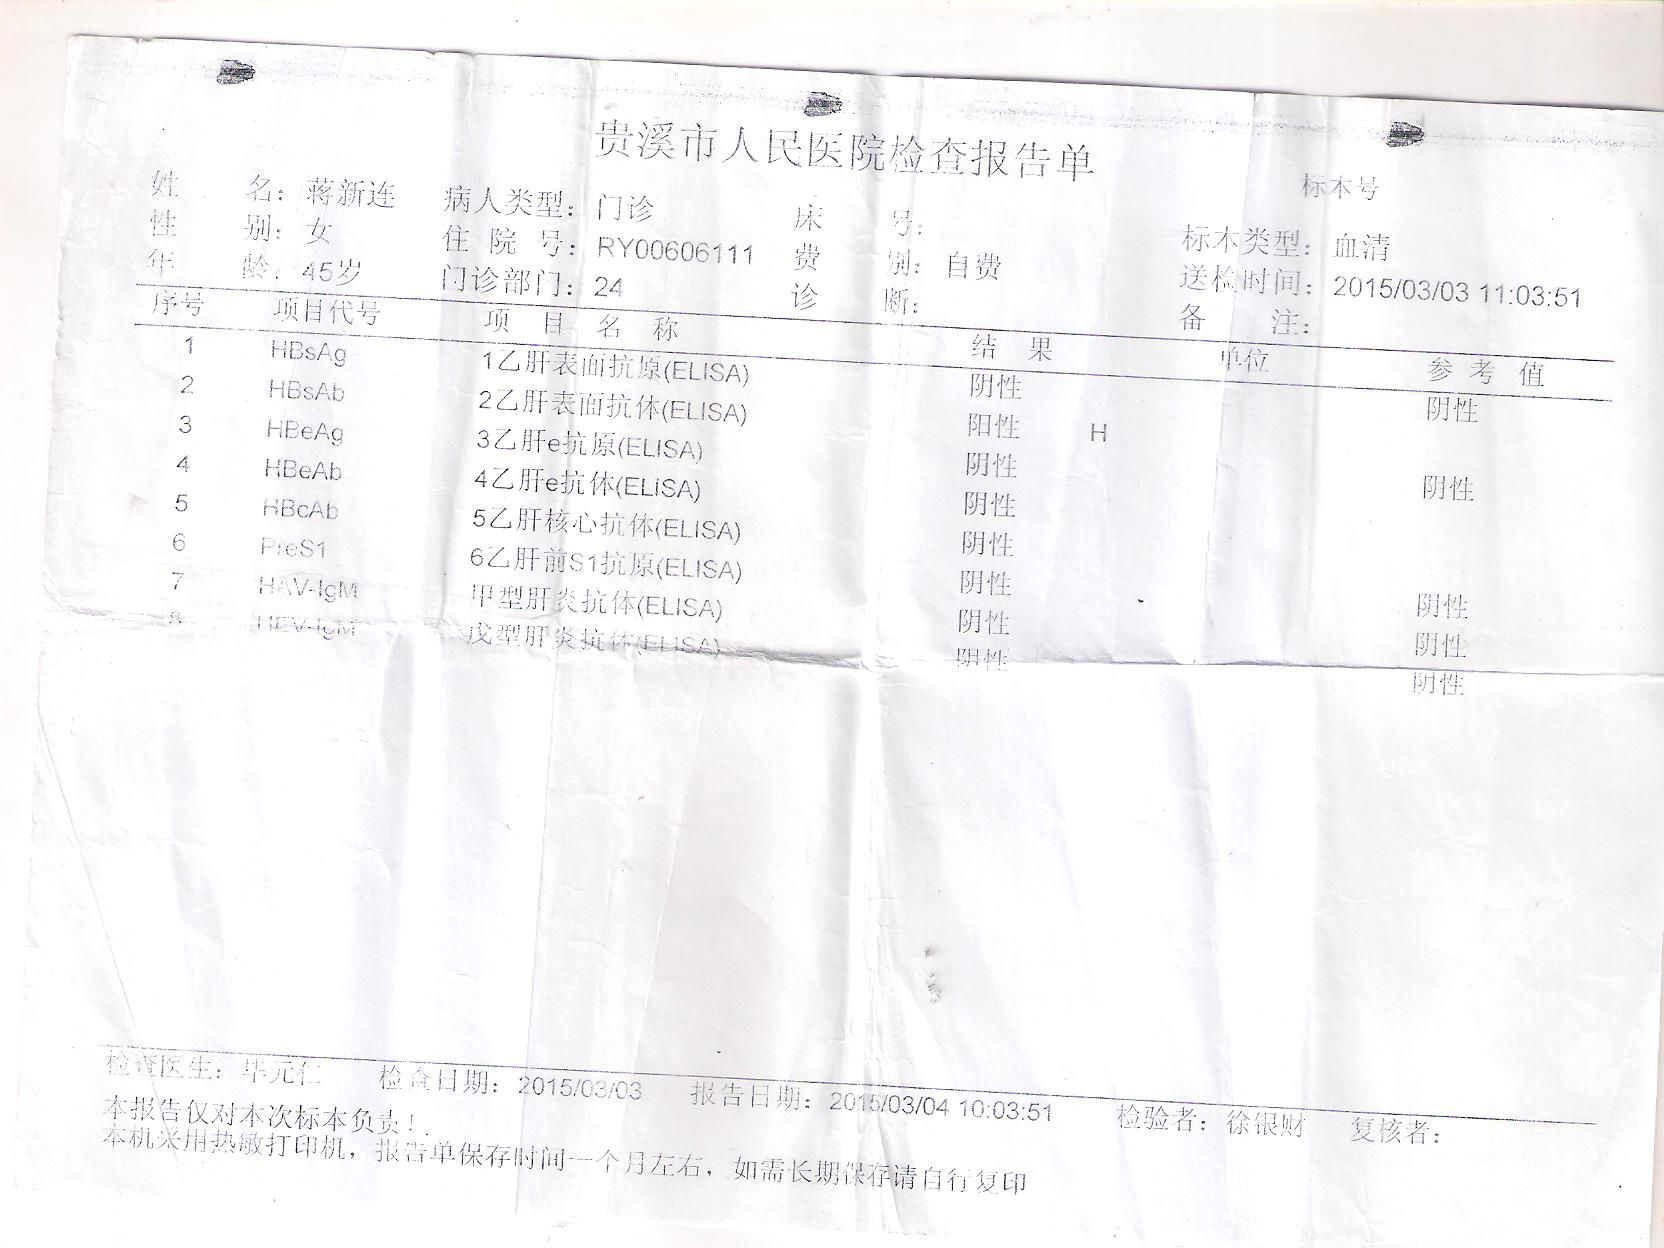 贵溪市人民医院检查报告单
标本号
姓 名：蒋新连 病人类型：门诊 床 号： 标本类型：血清
性 别：女 住 院 号：RY00606111 费 别：自费 送检时间：2015/03/03 11:03:51
年 龄：45岁 门诊部门：24 诊 断： 备 注：
序号 项目代号 项 目 名 称 结 果 单位 参 考 值
1 HBsAg 1乙肝表面抗原(ELISA) 阴性 阴性
2 HBsAb 2乙肝表面抗体(ELISA) 阳性 H
3 HBeAg 3乙肝e抗原(ELISA) 阴性 阴性
4 HBeAb 4乙肝e抗体(ELISA) 阴性
5 HBcAb 5乙肝核心抗体(ELISA) 阴性
6 PreS1 6乙肝前S1抗原(ELISA) 阴性 阴性
7 HAV-IgM 甲型肝炎抗体(ELISA) 阴性 阴性
8 HEV-IgM 戊型肝炎抗体(ELISA) 阴性 阴性
检查医生：毕元仁 检查日期：2015/03/03 报告日期：2015/03/04 10:03:51 检验者：徐银财 复核者：
本报告仅对本次标本负责！
本机采用热敏打印机，报告单保存时间一个月左右，如需长期保存请自行复印